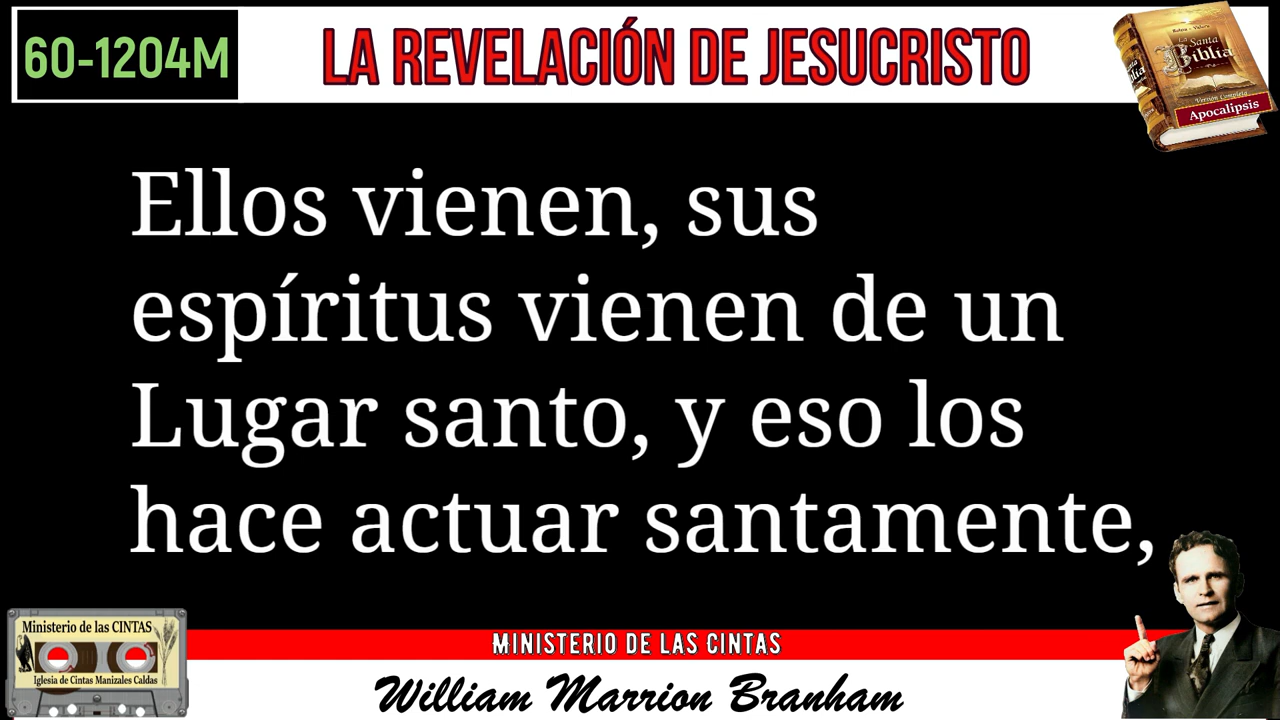 60-1204M
LA REVELACIÓN DE JESUCRISTO
La Santa
Biblia
Apocalipsis
Ellos vienen, sus
espíritus vienen de un
Lugar santo, y eso los
hace actuar santamente,
Ministerio de las CINTAS
Iglesia de Cintas Manizales Caldas
MINISTERIO DE LAS CINTAS
William Marrion Branham